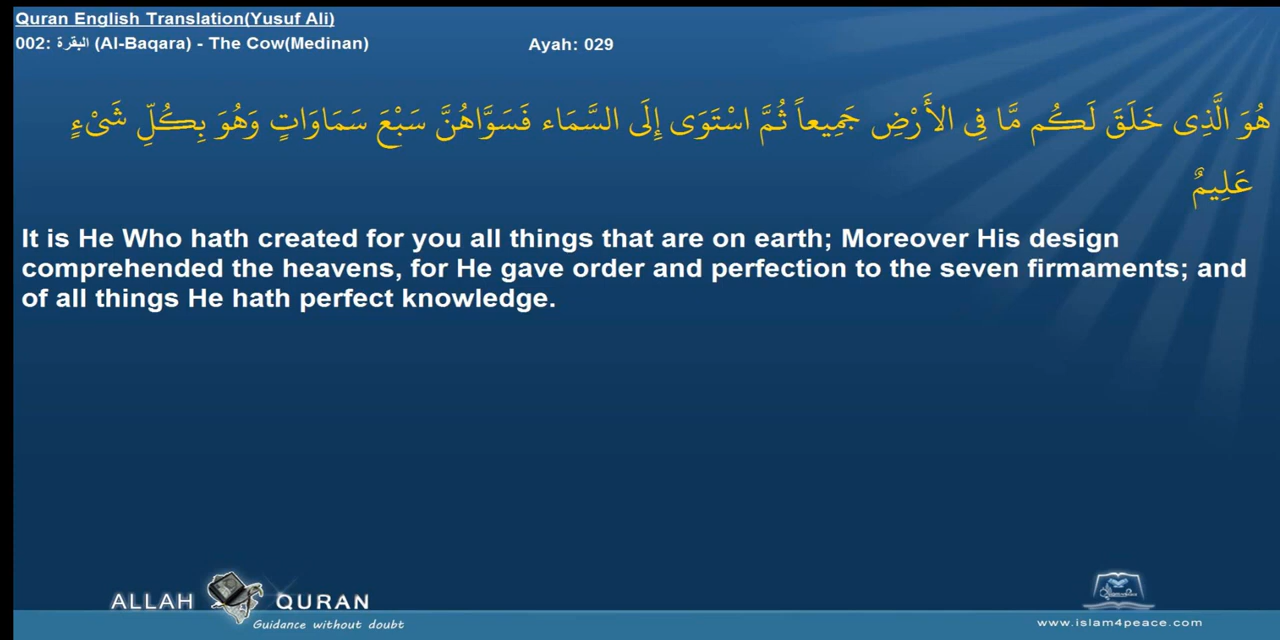 Quran English Translation(Yusuf Ali)
002: البقرة (Al-Baqara) - The Cow(Medinan)
Ayah: 029
هُوَ الَّذِى خَلَقَ لَكُم مَّا فِى الأَرْضِ جَمِيعاً ثُمَّ اسْتَوَى إِلَى السَّمَاء فَسَوَّاهُنَّ سَبْعَ سَمَاوَاتٍ وَهُوَ بِكُلِّ شَىْءٍ
عَلِيمٌ
It is He Who hath created for you all things that are on earth; Moreover His design
comprehended the heavens, for He gave order and perfection to the seven firmaments; and
of all things He hath perfect knowledge.
ALLAH QURAN
Guidance without doubt
www.islam4peace.com